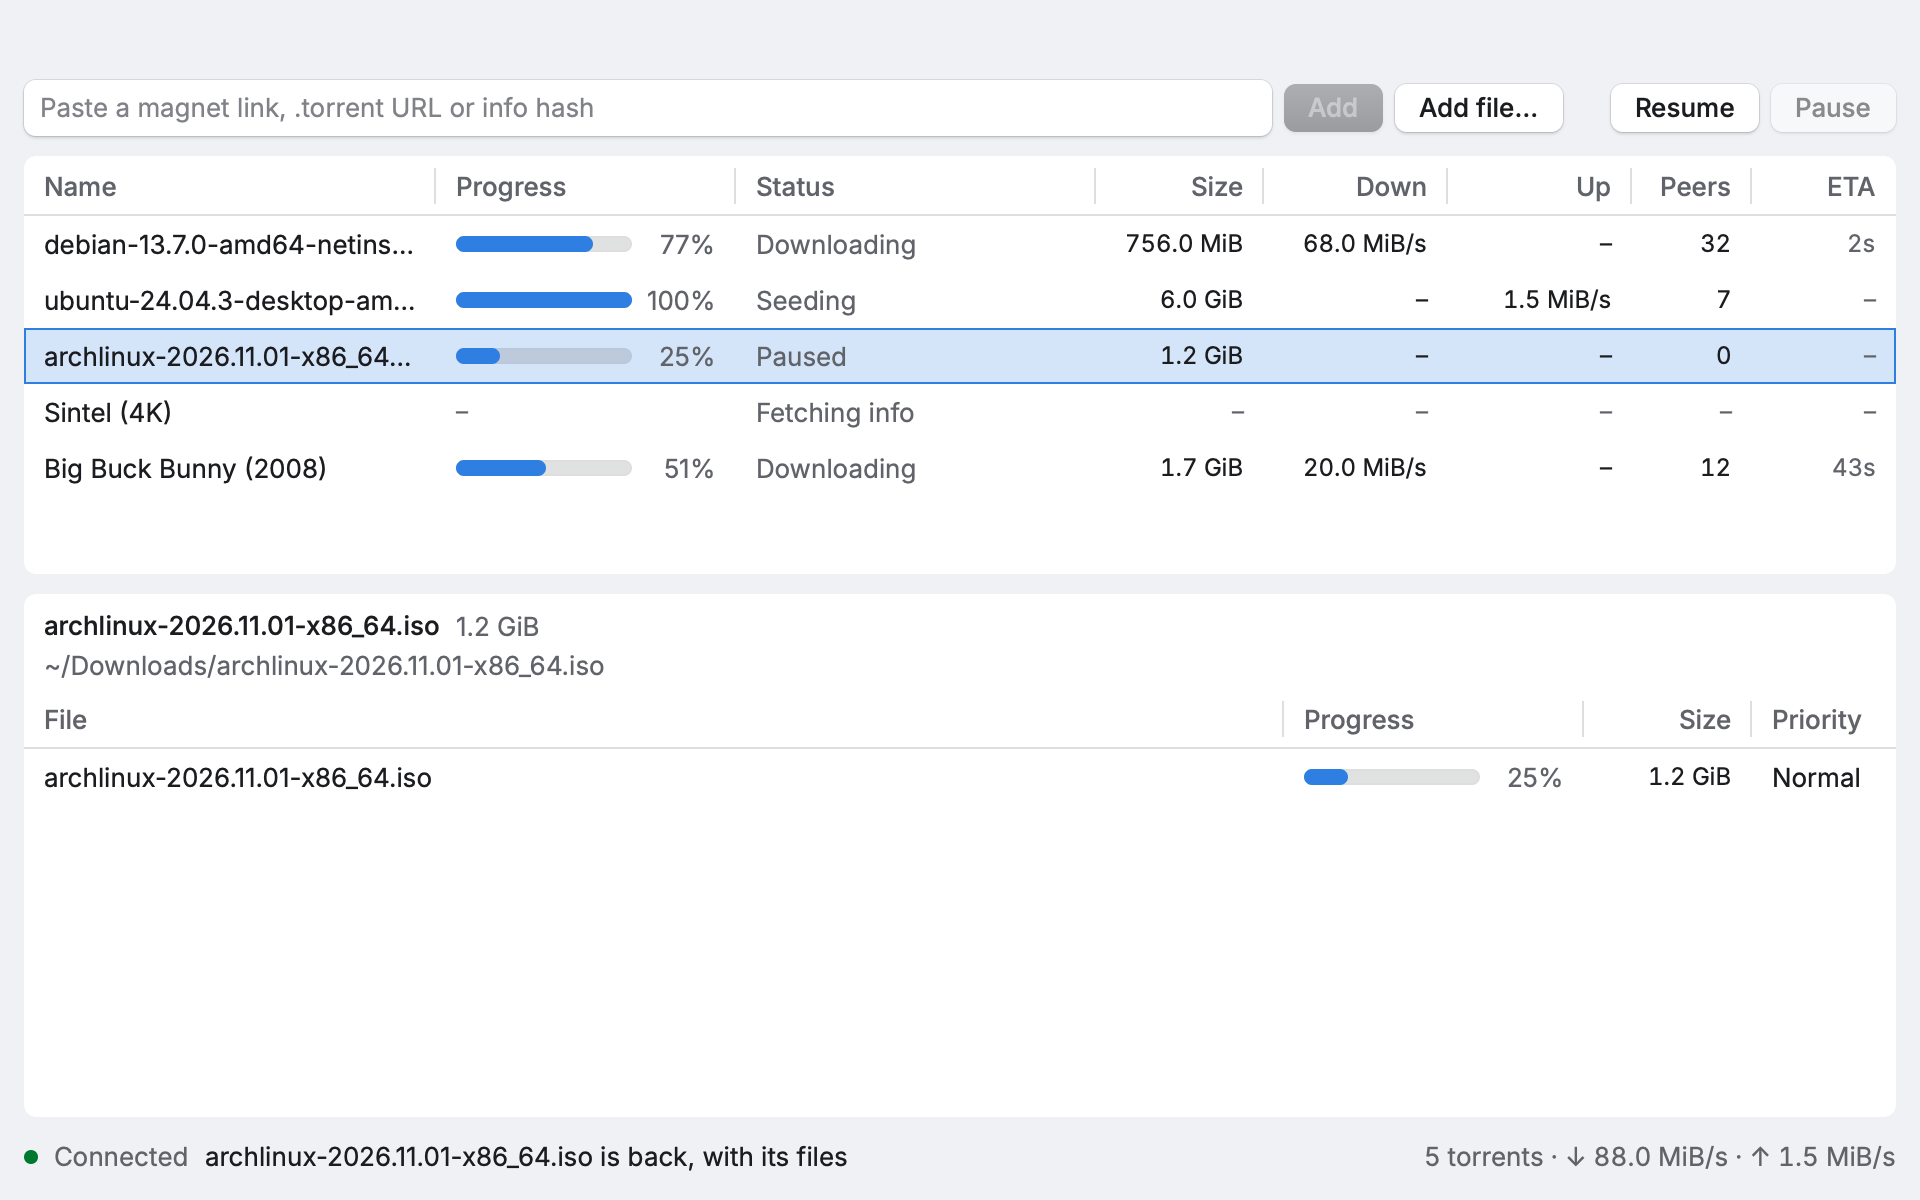 Paste a magnet link, .torrent URL or info hash Add Add file... Resume Pause
Name Progress Status Size Down Up Peers ETA
debian-13.7.0-amd64-netins... 77% Downloading 756.0 MiB 68.0 MiB/s – 32 2s
ubuntu-24.04.3-desktop-am... 100% Seeding 6.0 GiB – 1.5 MiB/s 7 –
archlinux-2026.11.01-x86_64... 25% Paused 1.2 GiB – – 0 –
Sintel (4K) – Fetching info – – – – –
Big Buck Bunny (2008) 51% Downloading 1.7 GiB 20.0 MiB/s – 12 43s
archlinux-2026.11.01-x86_64.iso 1.2 GiB
~/Downloads/archlinux-2026.11.01-x86_64.iso
File Progress Size Priority
archlinux-2026.11.01-x86_64.iso 25% 1.2 GiB Normal
Connected archlinux-2026.11.01-x86_64.iso is back, with its files 5 torrents · ↓ 88.0 MiB/s · ↑ 1.5 MiB/s